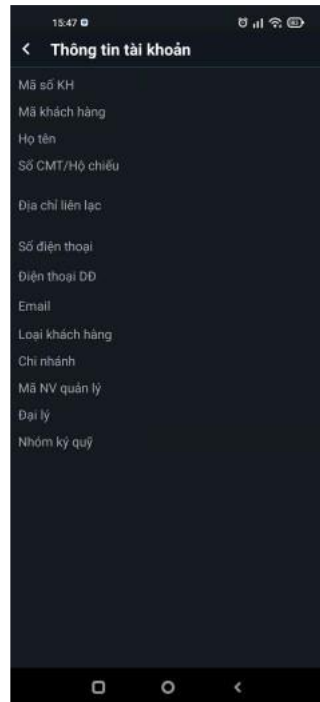 15:47
Thông tin tài khoản
Mã số KH
Mã khách hàng
Họ tên
Số CMT/Hộ chiếu
Địa chỉ liên lạc
Số điện thoại
Điện thoại DĐ
Email
Loại khách hàng
Chi nhánh
Mã NV quản lý
Đại lý
Nhóm ký quỹ